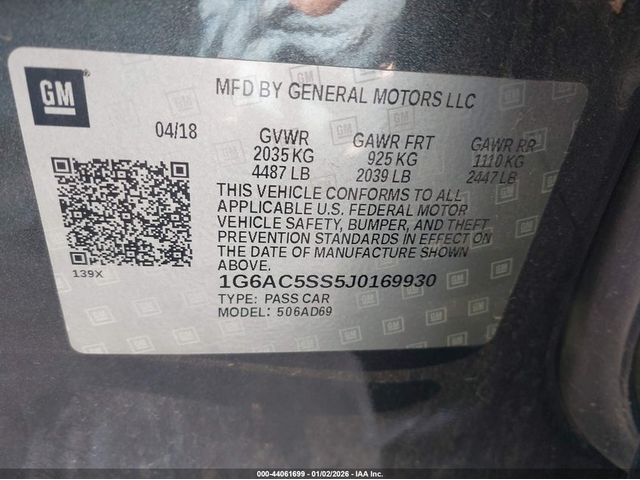 GM
MFD BY GENERAL MOTORS LLC
04/18
GVWR GAWR FRT GAWR RR
2035 KG 925 KG 1110 KG
4487 LB 2039 LB 2447 LB
THIS VEHICLE CONFORMS TO ALL
APPLICABLE U.S. FEDERAL MOTOR
VEHICLE SAFETY, BUMPER, AND THEFT
PREVENTION STANDARDS IN EFFECT ON
THE DATE OF MANUFACTURE SHOWN
ABOVE.
139X
1G6AC5SS5J0169930
TYPE: PASS CAR
MODEL: 506AD69
000-44061699 - 01/02/2026 - IAA Inc.